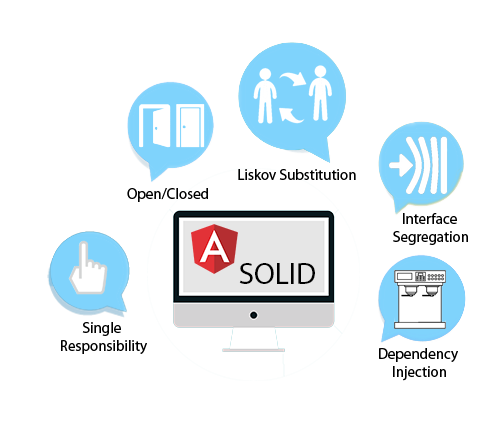 Liskov Substitution
Open/Closed
Interface
Segregation
A
SOLID
Single
Responsibility
Dependency
Injection